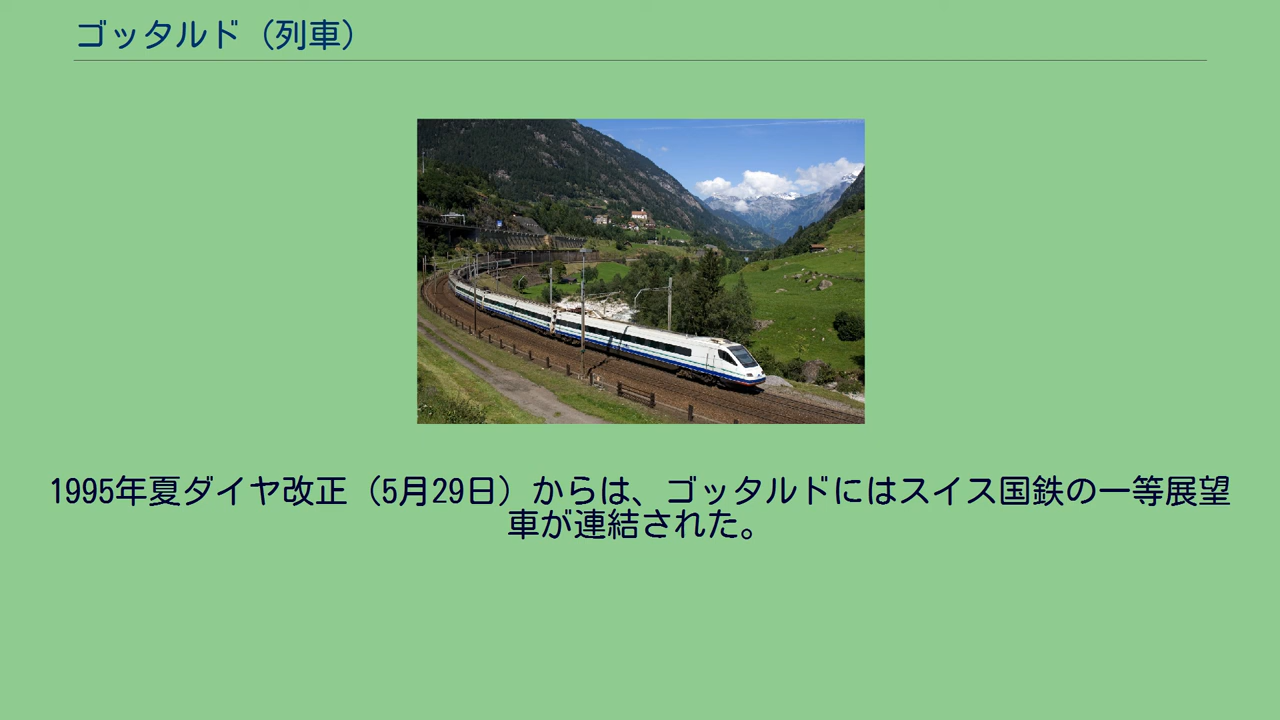 ゴッタルド（列車）
1995年夏ダイヤ改正（5月29日）からは、ゴッタルドにはスイス国鉄の一等展望
車が連結された。